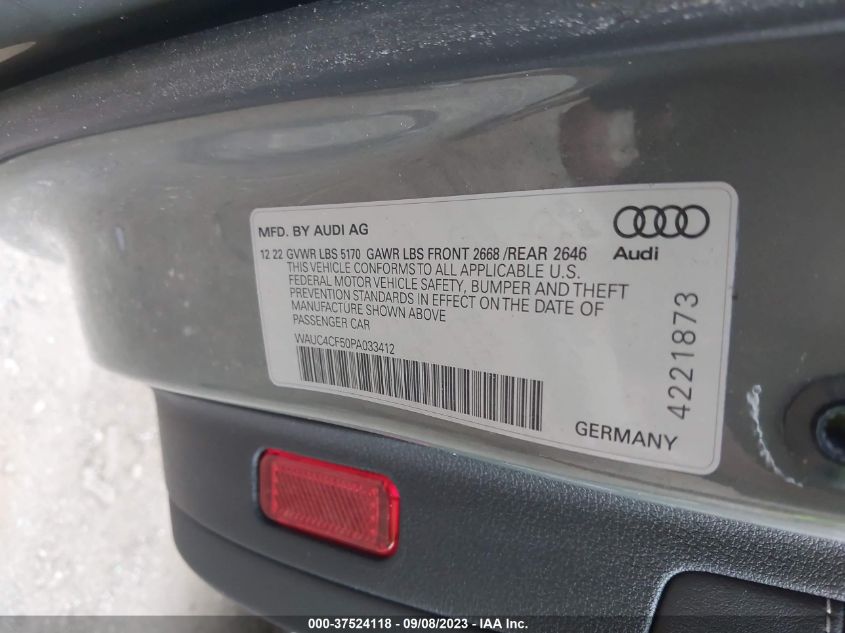 MFD. BY AUDI AG
Audi
12 22 GVWR LBS 5170 GAWR LBS FRONT 2668 /REAR 2646
THIS VEHICLE CONFORMS TO ALL APPLICABLE U.S.
FEDERAL MOTOR VEHICLE SAFETY, BUMPER AND THEFT
PREVENTION STANDARDS IN EFFECT ON THE DATE OF
MANUFACTURE SHOWN ABOVE
PASSENGER CAR
WAUC4CF50PA033412
4221873
GERMANY
000-37524118 - 09/08/2023 - IAA Inc.